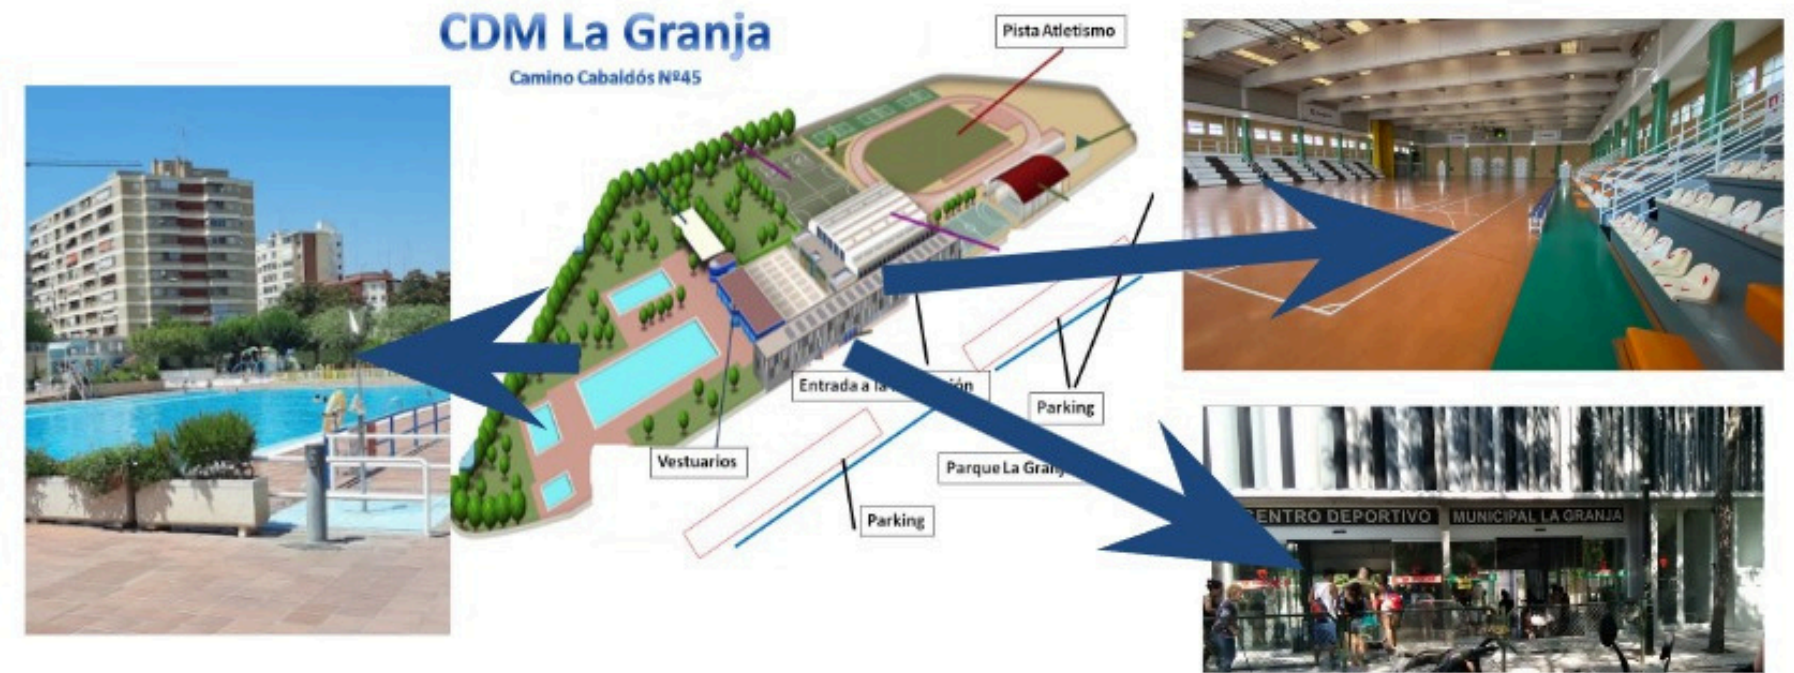 CDM La Granja
Camino Cabaldós Nº45
Pista Atletismo
Entrada a la
Parking
Vestuarios
Parque La
Parking
CENTRO DEPORTIVO MUNICIPAL LA GRANJA